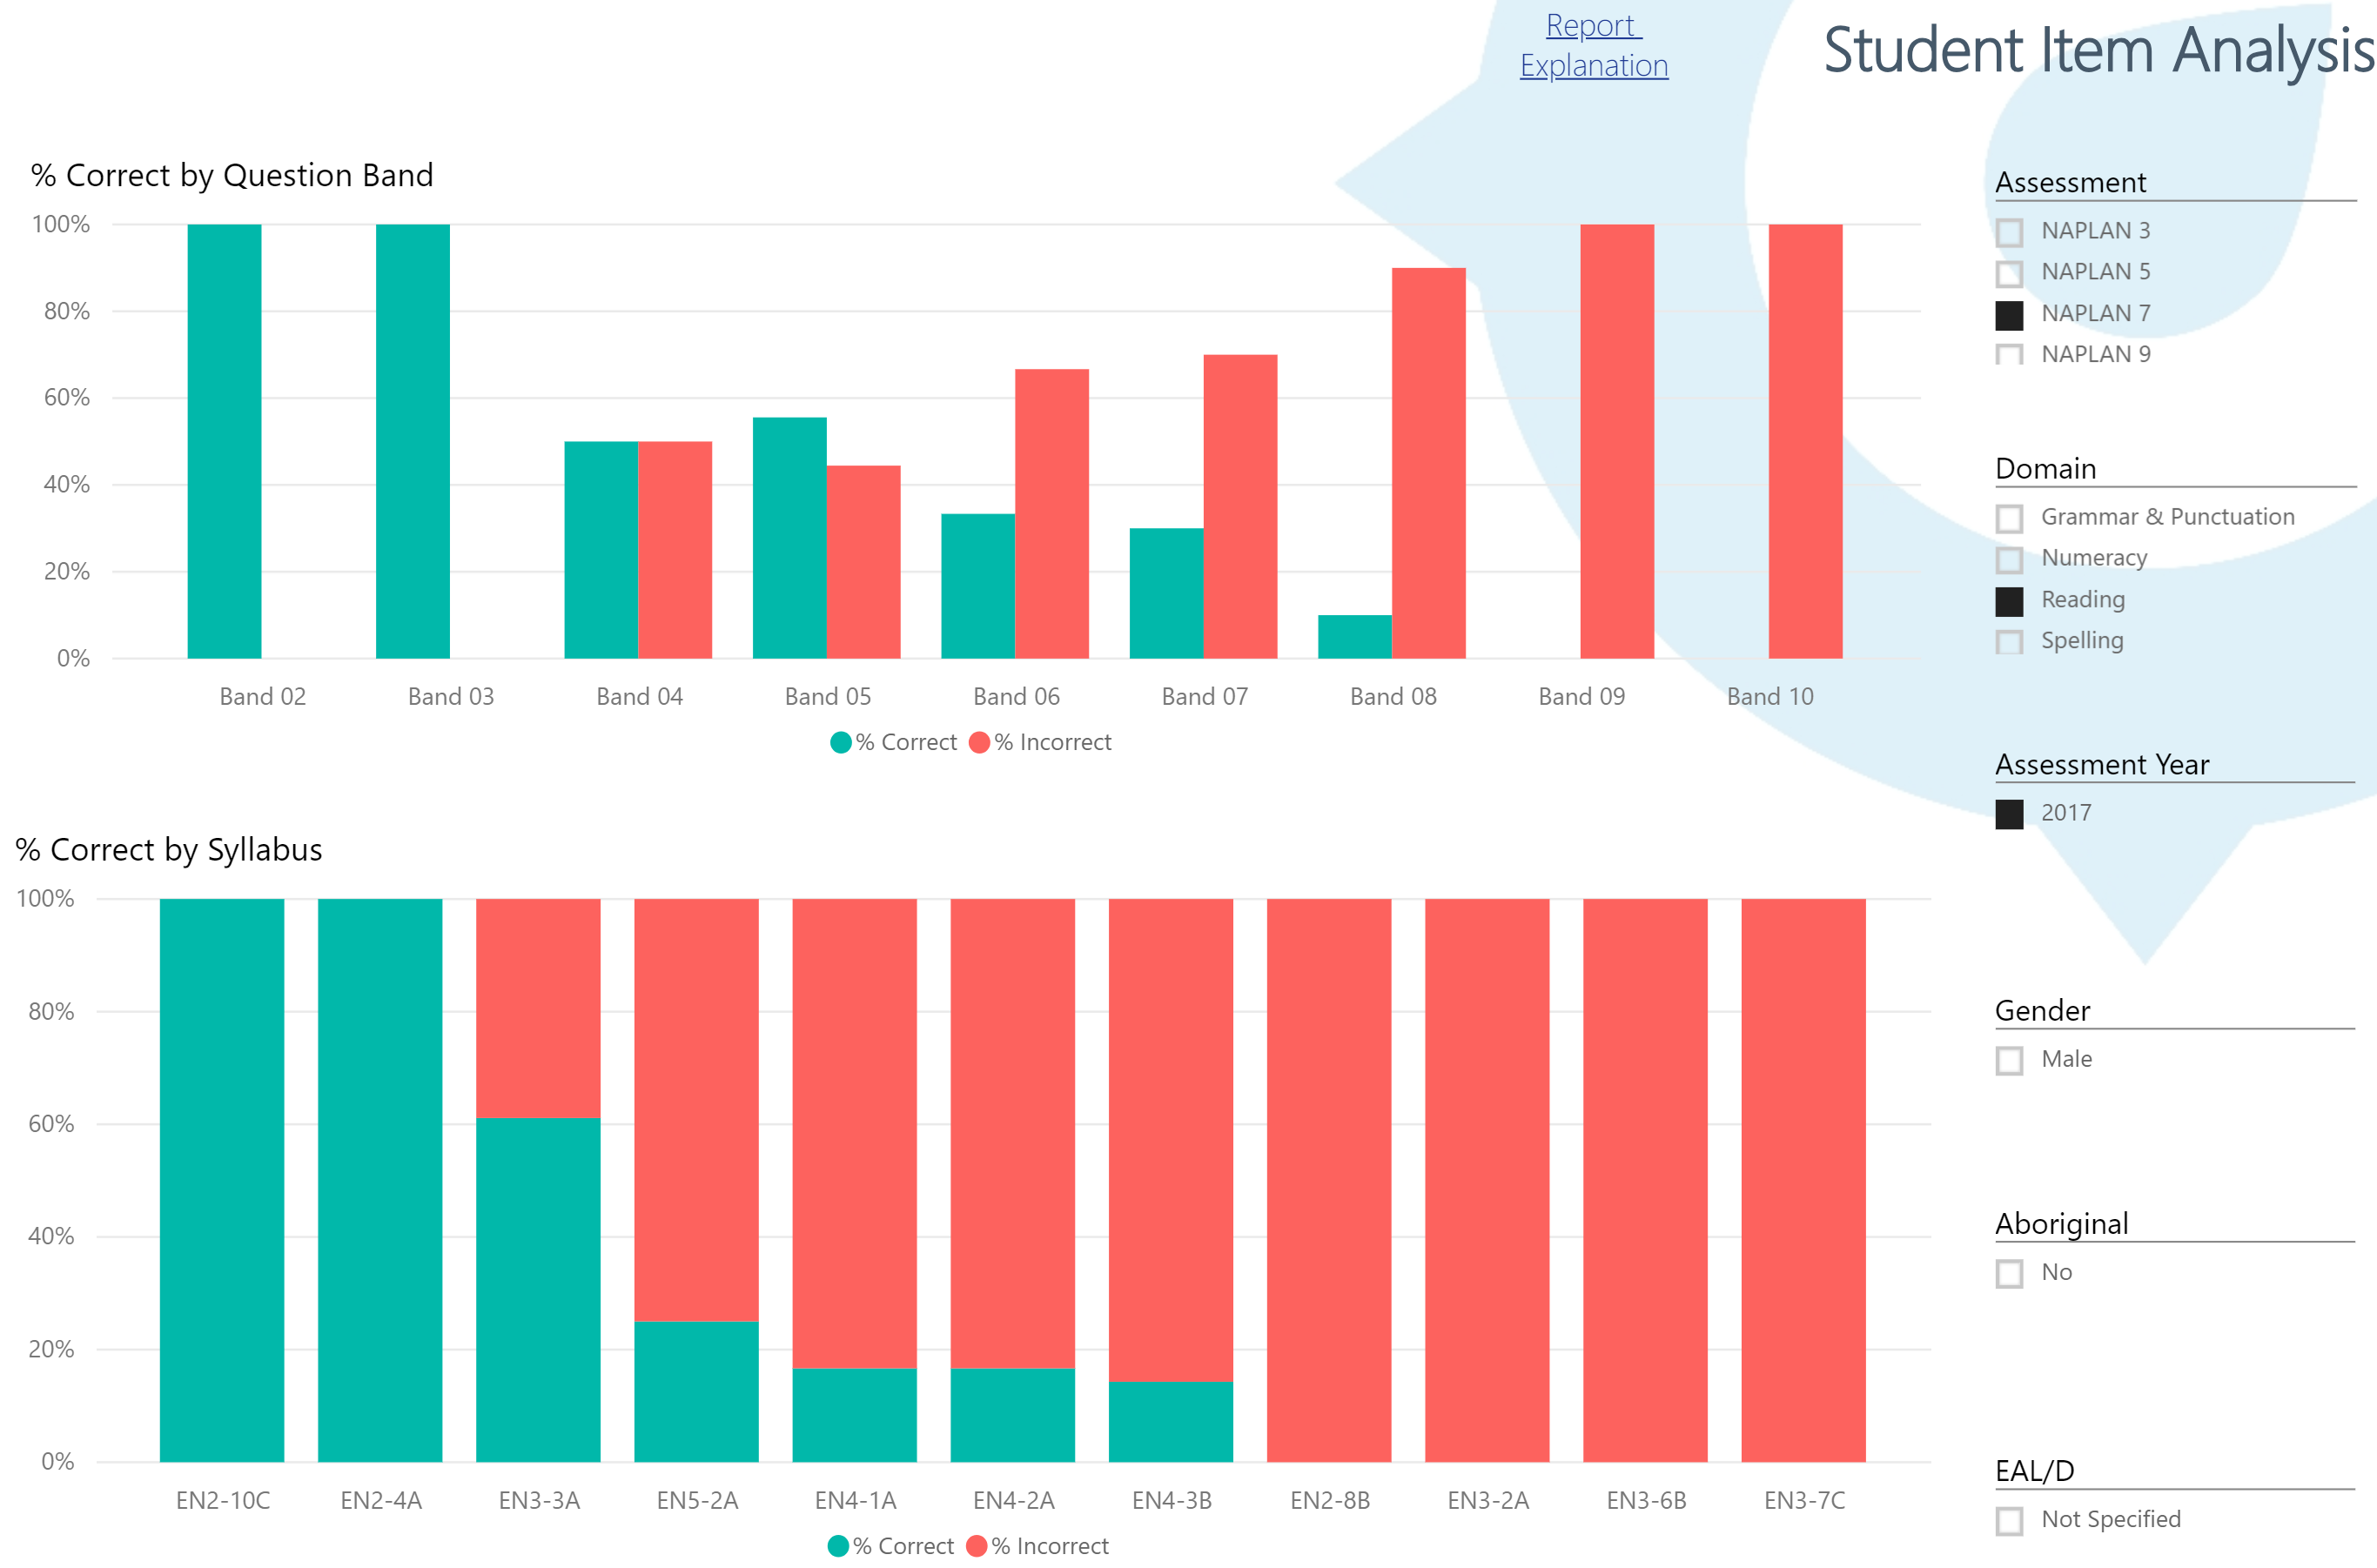 Report
Explanation
Student Item Analysis
% Correct by Question Band
100%
80%
60%
40%
20%
0%
Band 02 Band 03 Band 04 Band 05 Band 06 Band 07 Band 08 Band 09 Band 10
% Correct % Incorrect
% Correct by Syllabus
100%
80%
60%
40%
20%
0%
EN2-10C EN2-4A EN3-3A EN5-2A EN4-1A EN4-2A EN4-3B EN2-8B EN3-2A EN3-6B EN3-7C
% Correct % Incorrect
Assessment
NAPLAN 3
NAPLAN 5
NAPLAN 7
NAPLAN 9
Domain
Grammar & Punctuation
Numeracy
Reading
Spelling
Assessment Year
2017
Gender
Male
Aboriginal
No
EAL/D
Not Specified